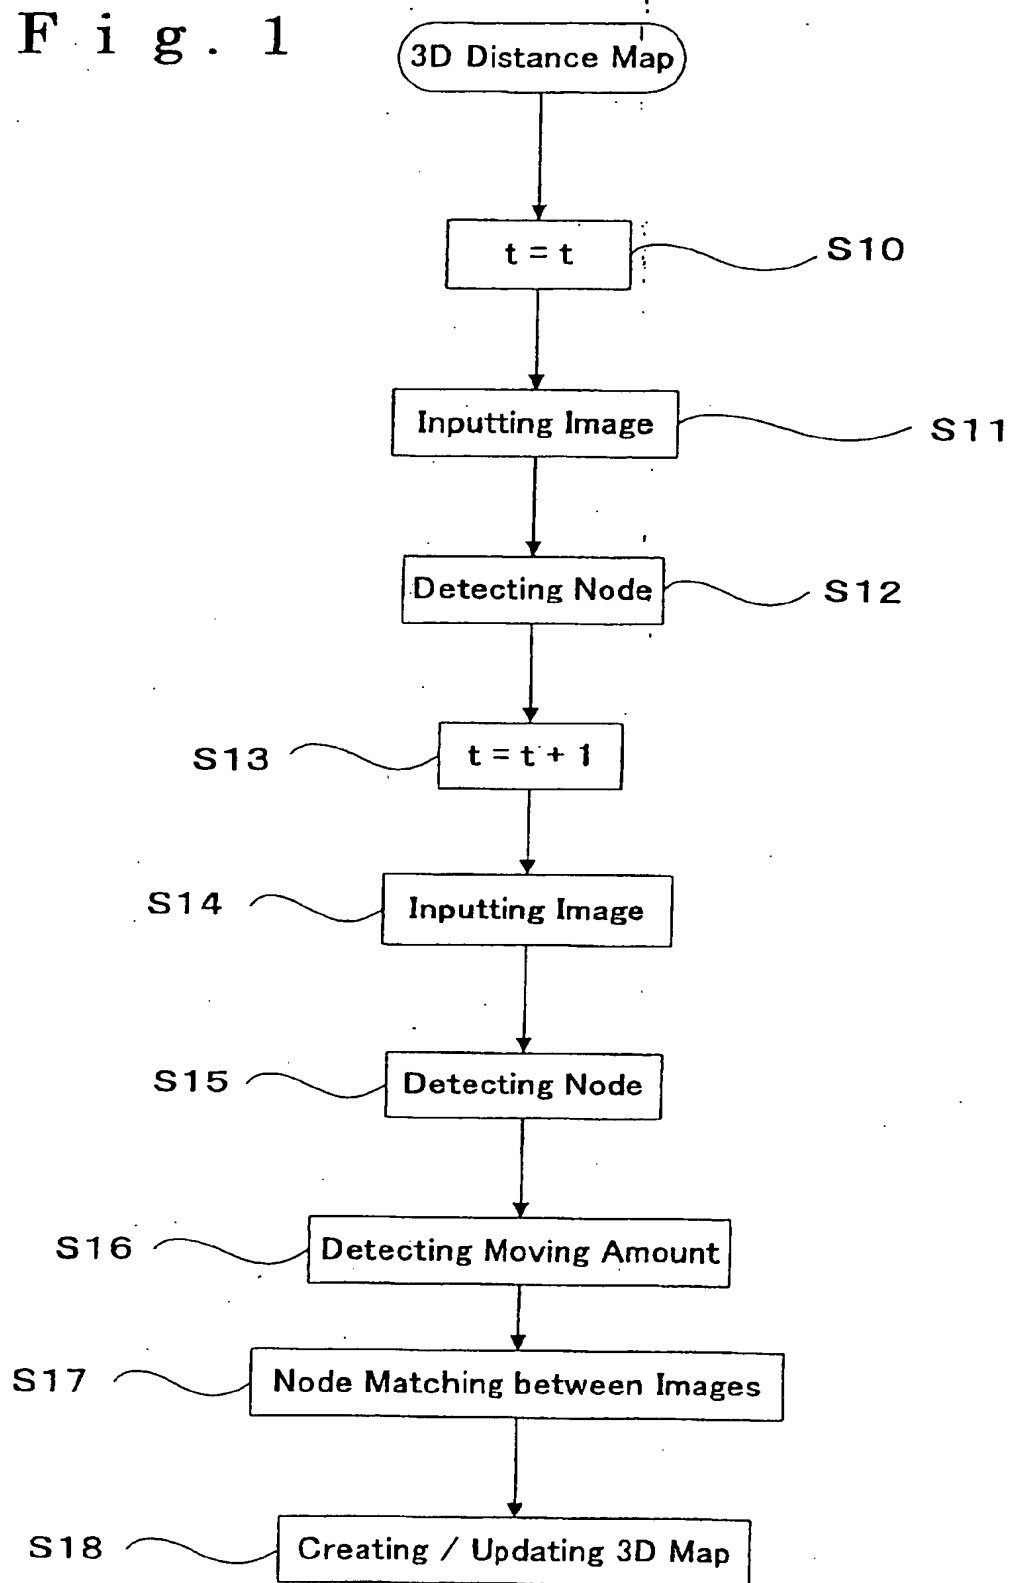 Fig. 1
3D Distance Map
t = t
S10
Inputting Image
S11
Detecting Node
S12
S13
t = t + 1
S14
Inputting Image
S15
Detecting Node
S16
Detecting Moving Amount
S17
Node Matching between Images
S18
Creating / Updating 3D Map